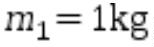 m₁ = 1kg